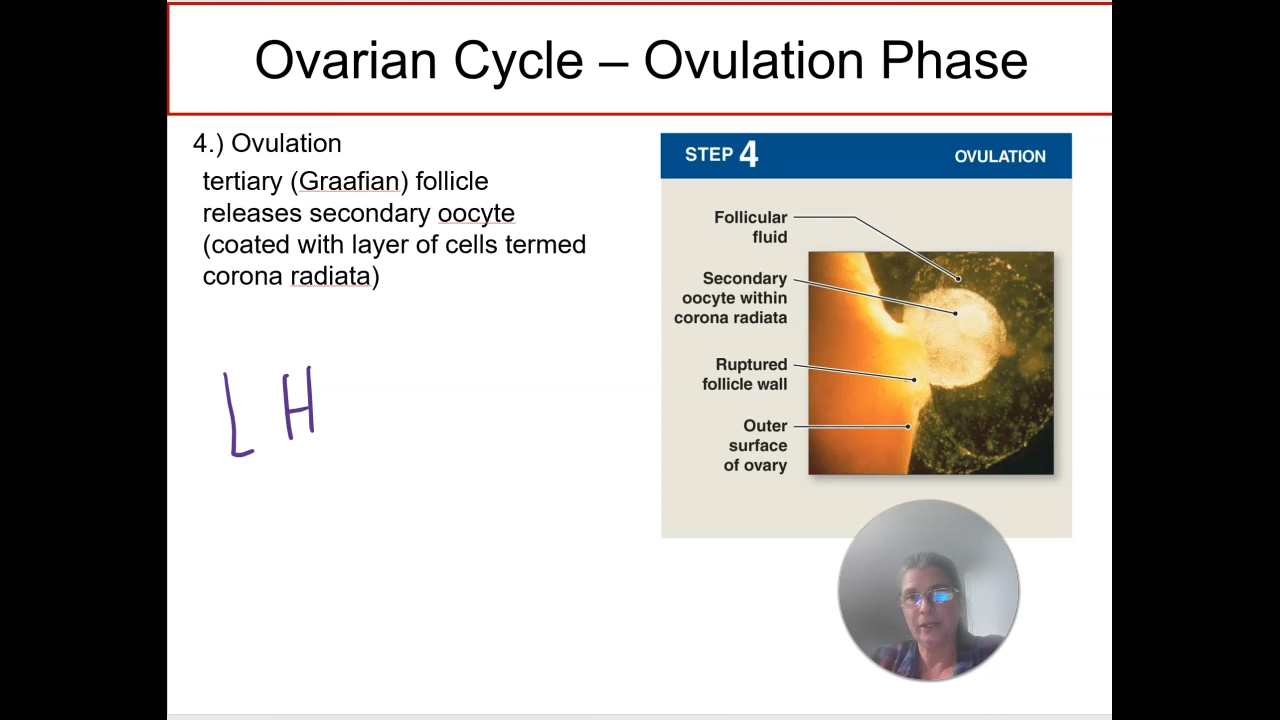 Ovarian Cycle – Ovulation Phase
4.) Ovulation
tertiary (Graafian) follicle
releases secondary oocyte
(coated with layer of cells termed
corona radiata)
LH
STEP 4
OVULATION
Follicular
fluid
Secondary
oocyte within
corona radiata
Ruptured
follicle wall
Outer
surface
of ovary